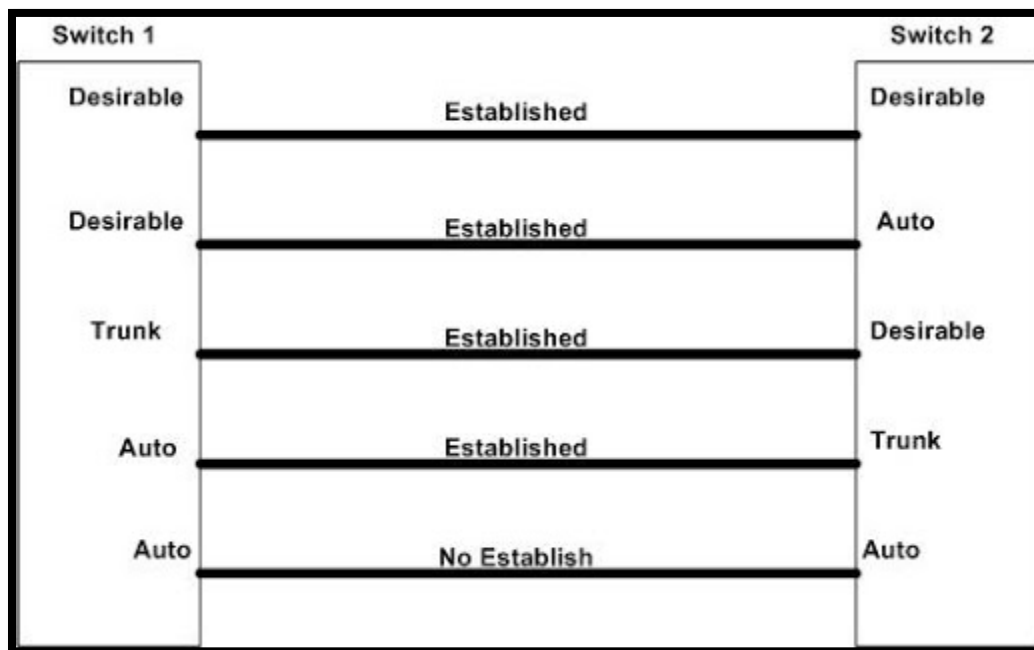 Switch 1 Switch 2
Desirable Established Desirable
Desirable Established Auto
Trunk Established Desirable
Auto Established Trunk
Auto No Establish Auto